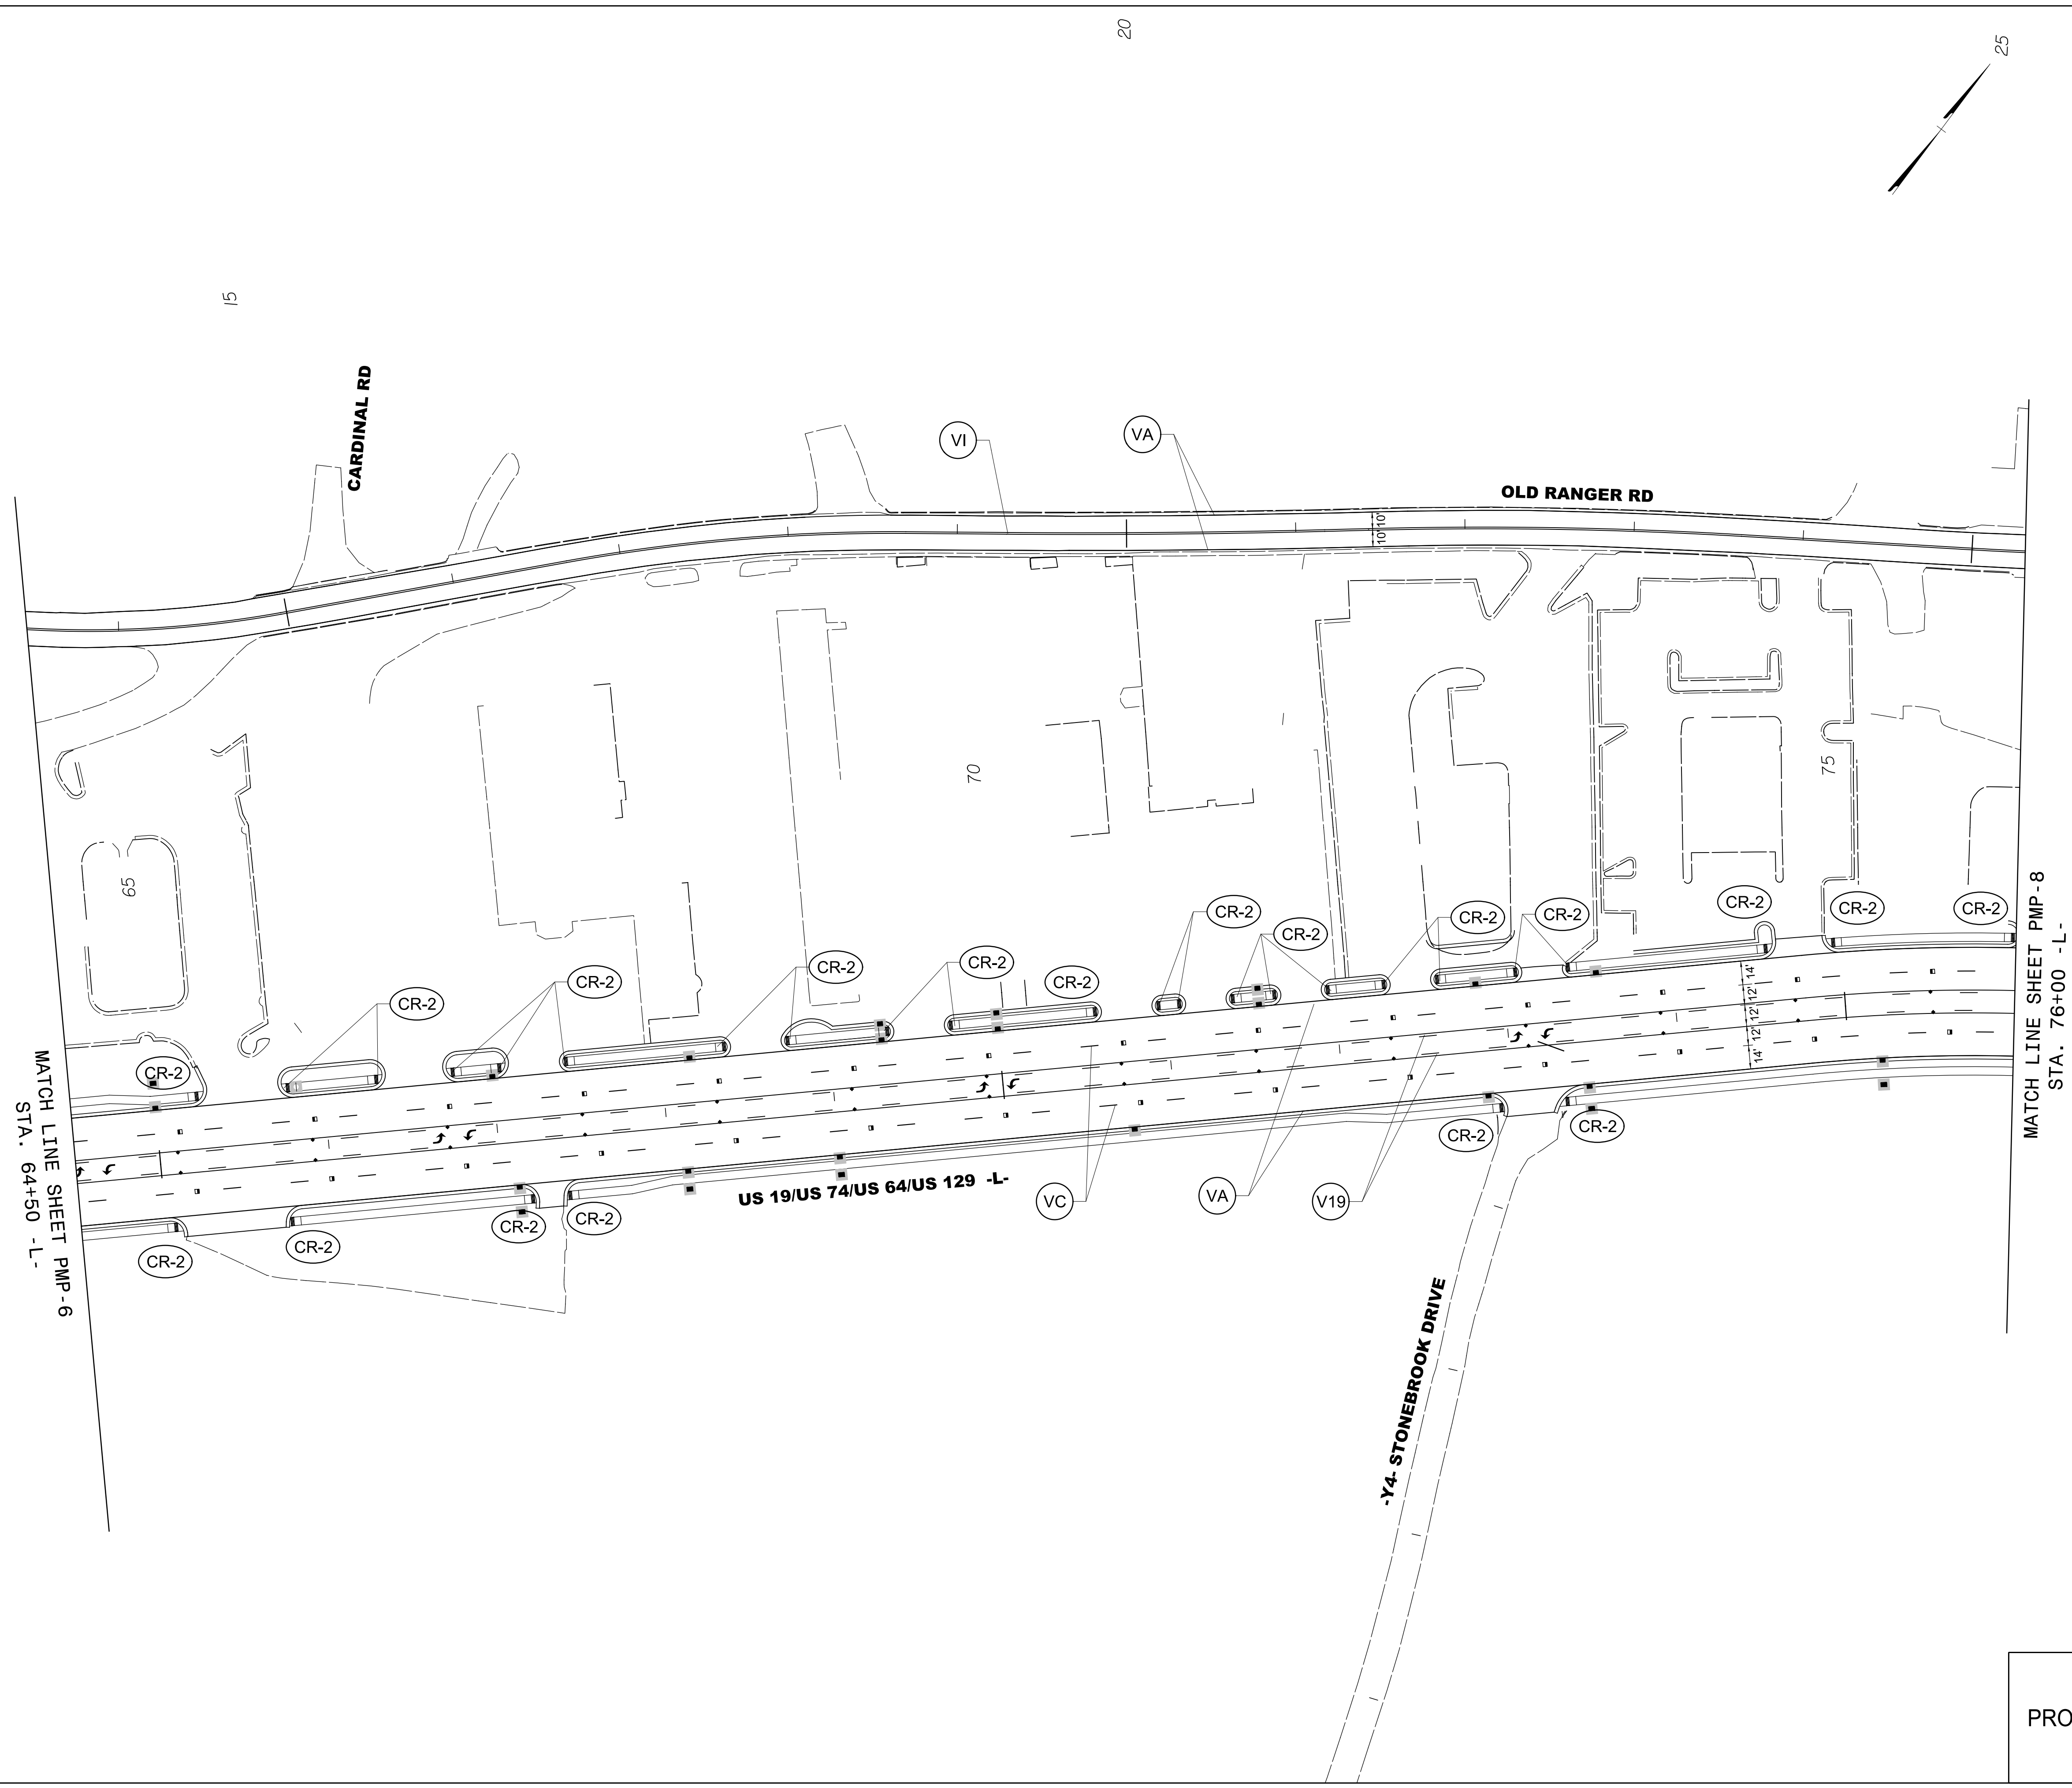 20
25
15
CARDINAL RD
VI
VA
OLD RANGER RD
10' 10'
70
75
65
CR-2
CR-2
CR-2
CR-2
CR-2
CR-2
CR-2
CR-2
CR-2
CR-2
CR-2
CR-2
CR-2
CR-2
14' 12' 12' 12' 14'
MATCH LINE SHEET PMP-6
STA. 64+50 -L-
MATCH LINE SHEET PMP-8
STA. 76+00 -L-
CR-2
CR-2
US 19/US 74/US 64/US 129 -L-
VC
VA
V19
CR-2
CR-2
CR-2
CR-2
-Y4- STONEBROOK DRIVE
PRO